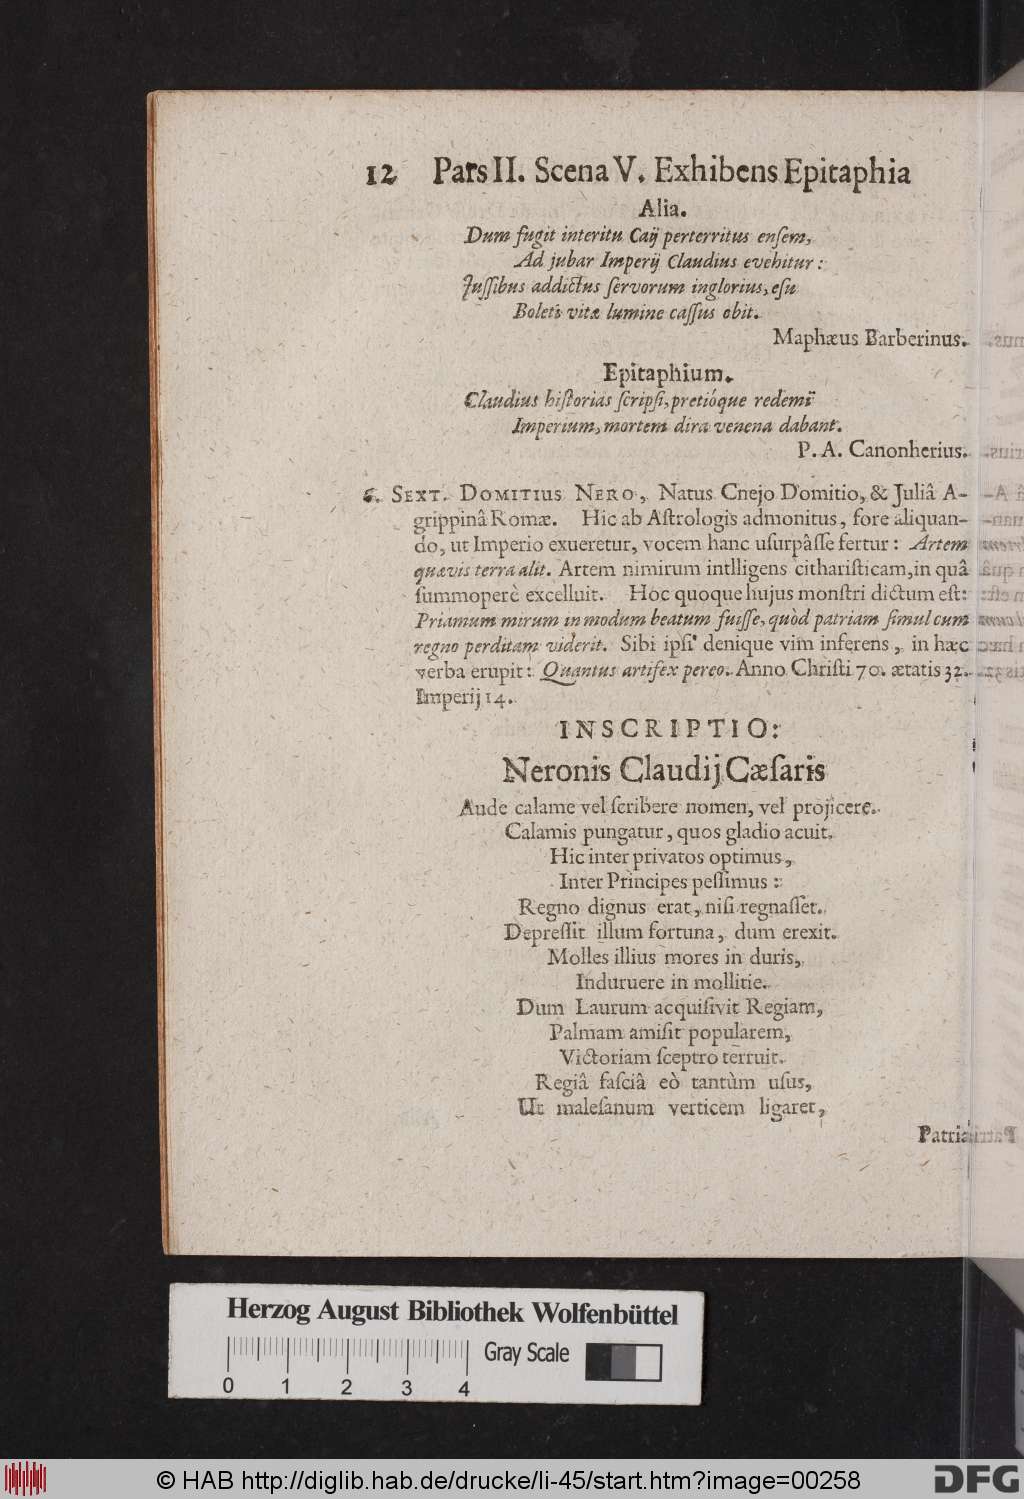 12 Pars II. Scena V. Exhibens Epitaphia
Alia.
Dum fugit interitu Caij perterritus ensem,
Ad jubar Imperij Claudius evehitur:
Jussibus addictus servorum inglorius, esu
Boleti vitæ lumine cassus obit.
Maphæus Barberinus.
Epitaphium.
Claudius historias scripsi, pretióque redemi
Imperium, mortem dira venena dabant.
P. A. Canonherius.
6. SEXT. DOMITIUS NERO, Natus Cnejo Domitio, & Juliâ A-
grippinâ Romæ. Hic ab Astrologis admonitus, fore aliquan-
do, ut Imperio exueretur, vocem hanc usurpâsse fertur: Artem
quævis terra alit. Artem nimirum intlligens citharisticam, in quâ
summoperè excelluit. Hoc quoque hujus monstri dictum est:
Priamum mirum in modum beatum fuisse, quòd patriam simul cum
regno perditam viderit. Sibi ipsi denique vim inferens, in hæc
verba erupit: Quantus artifex pereo. Anno Christi 70. ætatis 32.
Imperij 14.
INSCRIPTIO:
Neronis Claudij Cæsaris
Aude calame vel scribere nomen, vel projicere.
Calamis pungatur, quos gladio acuit.
Hic inter privatos optimus,
Inter Principes pessimus:
Regno dignus erat, nisi regnasset.
Depressit illum fortuna, dum erexit.
Molles illius mores in duris,
Induruere in mollitie.
Dum Laurum acquisivit Regiam,
Palmam amisit popularem,
Victoriam sceptro terruit.
Regiâ fasciâ eò tantùm usus,
Ut malesanum verticem ligaret,
Patria
Herzog August Bibliothek Wolfenbüttel
Gray Scale
0 1 2 3 4
© HAB http://diglib.hab.de/drucke/li-45/start.htm?image=00258
DFG